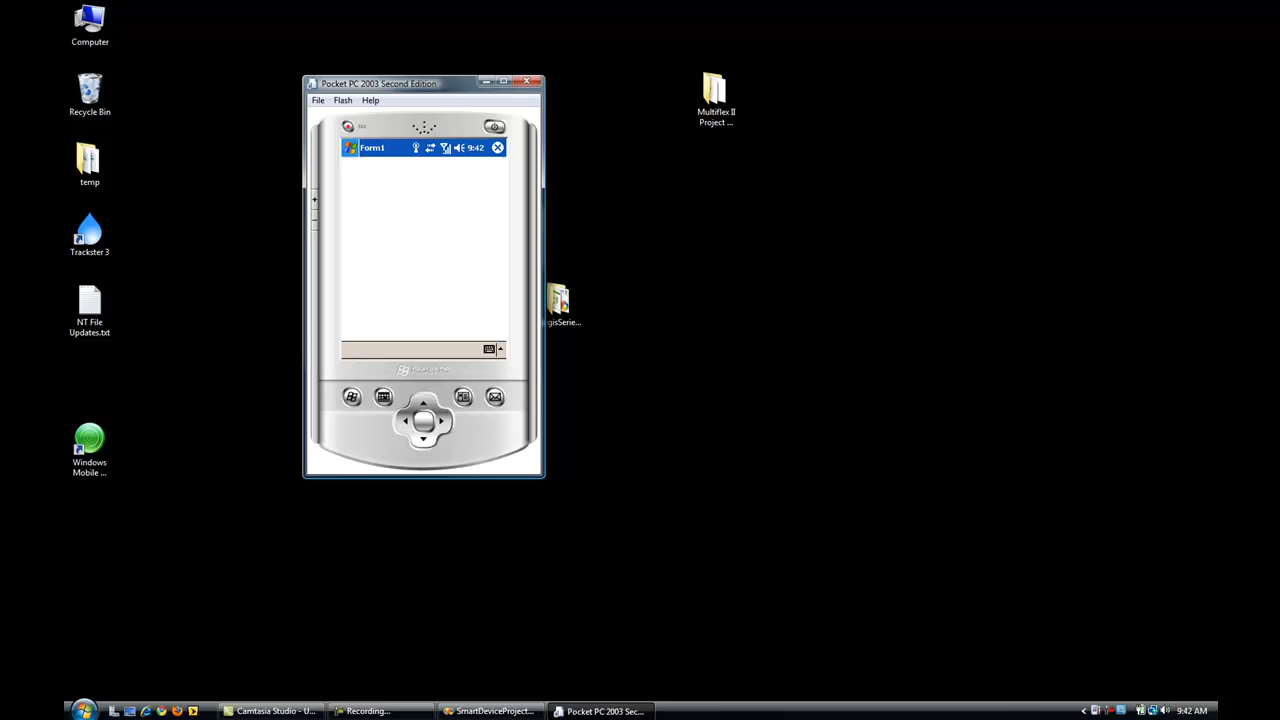 Computer
Recycle Bin
temp
Trackster 3
NT File
Updates.txt
Windows
Mobile ...
Pocket PC 2003 Second Edition
File Flash Help
Form1
9:42
Multiflex II
Project ...
Camtasia Studio - U...
Recording...
SmartDeviceProject...
Pocket PC 2003 Sec...
9:42 AM